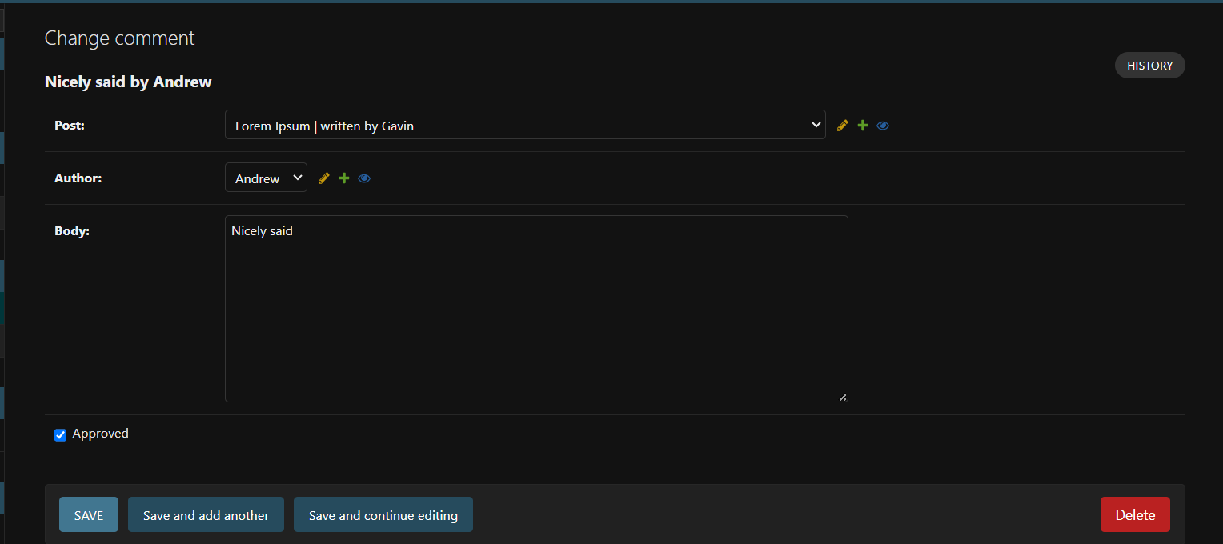 Change comment
HISTORY
Nicely said by Andrew
Post:
Lorem Ipsum | written by Gavin
Author:
Andrew
Body:
Nicely said
Approved
SAVE
Save and add another
Save and continue editing
Delete